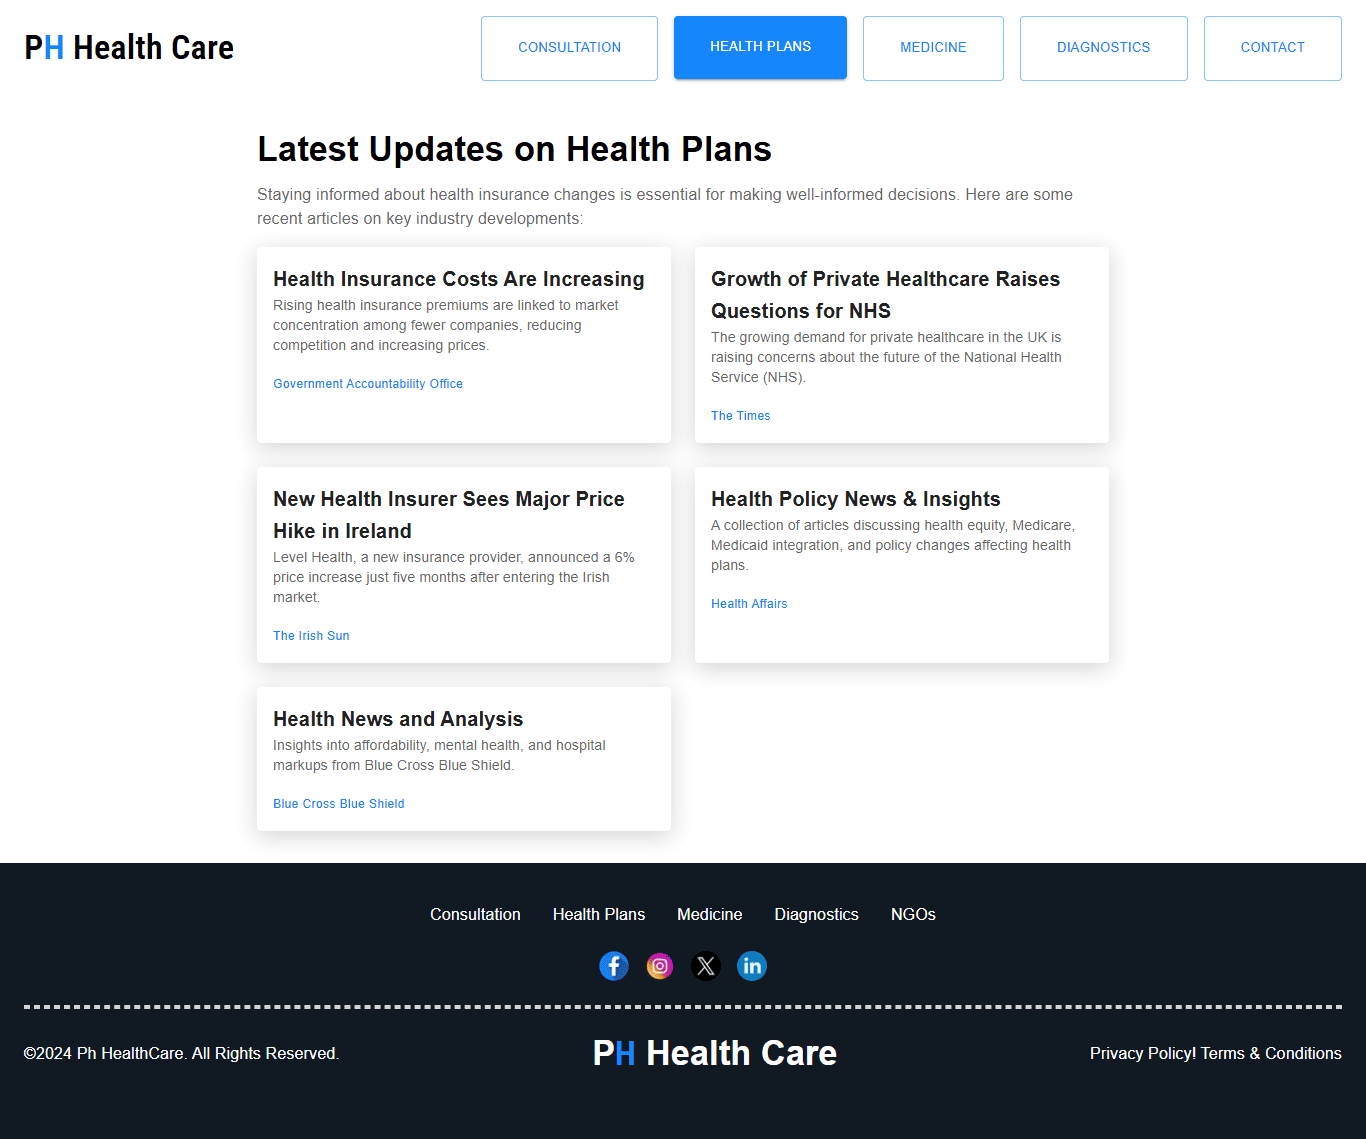 PH Health Care
CONSULTATION
HEALTH PLANS
MEDICINE
DIAGNOSTICS
CONTACT
Latest Updates on Health Plans
Staying informed about health insurance changes is essential for making well-informed decisions. Here are some
recent articles on key industry developments:
Health Insurance Costs Are Increasing
Rising health insurance premiums are linked to market
concentration among fewer companies, reducing
competition and increasing prices.
Government Accountability Office
Growth of Private Healthcare Raises
Questions for NHS
The growing demand for private healthcare in the UK is
raising concerns about the future of the National Health
Service (NHS).
The Times
New Health Insurer Sees Major Price
Hike in Ireland
Level Health, a new insurance provider, announced a 6%
price increase just five months after entering the Irish
market.
The Irish Sun
Health Policy News & Insights
A collection of articles discussing health equity, Medicare,
Medicaid integration, and policy changes affecting health
plans.
Health Affairs
Health News and Analysis
Insights into affordability, mental health, and hospital
markups from Blue Cross Blue Shield.
Blue Cross Blue Shield
Consultation
Health Plans
Medicine
Diagnostics
NGOs
©2024 Ph HealthCare. All Rights Reserved.
PH Health Care
Privacy Policy! Terms & Conditions